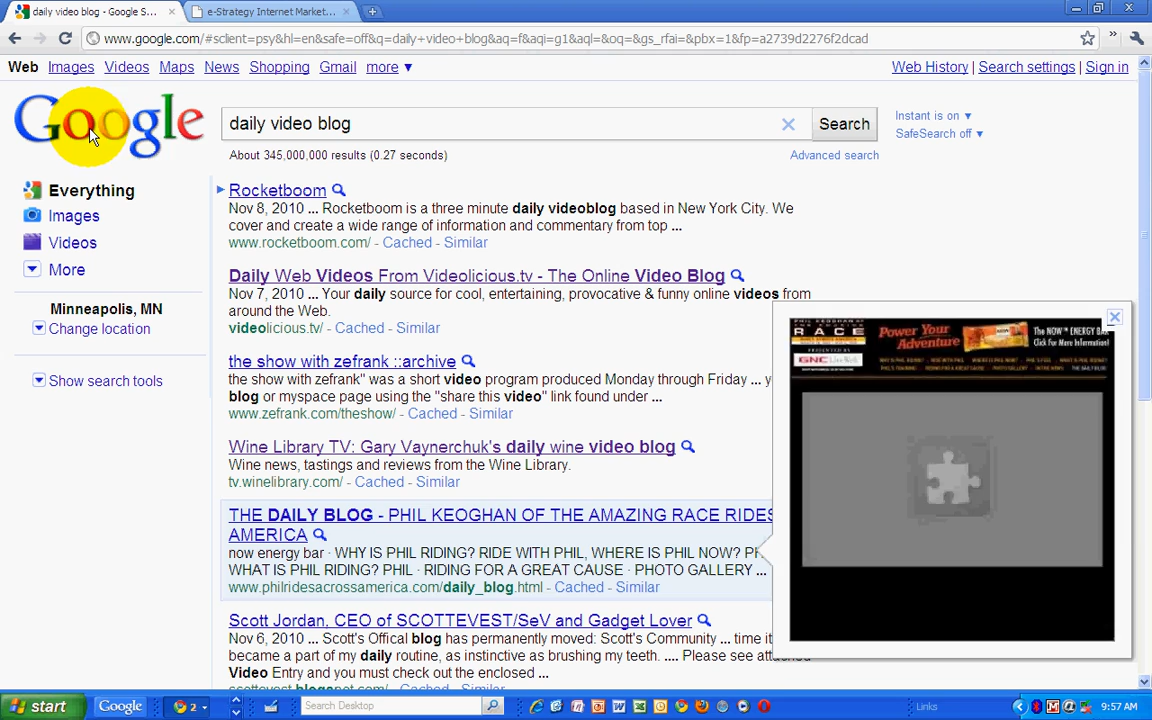 daily video blog - Google S...
e-Strategy Internet Market...
www.google.com/#sclient=psy&hl=en&safe=off&q=daily+video+blog&aq=f&aqi=g1&aql=&oq=&gs_rfai=&pbx=1&fp=a2739d2276f2dcad
Web Images Videos Maps News Shopping Gmail more ▼
Web History | Search settings | Sign in
Google
daily video blog
Search
Instant is on ▼
SafeSearch off ▼
About 345,000,000 results (0.27 seconds)
Advanced search
Everything
Images
Videos
More
Minneapolis, MN
Change location
Show search tools
Rocketboom
Nov 8, 2010 ... Rocketboom is a three minute daily videoblog based in New York City. We
cover and create a wide range of information and commentary from top ...
www.rocketboom.com/ - Cached - Similar
Daily Web Videos From Videolicious.tv - The Online Video Blog
Nov 7, 2010 ... Your daily source for cool, entertaining, provocative & funny online videos from
around the Web.
videolicious.tv/ - Cached - Similar
the show with zefrank ::archive
the show with zefrank" was a short video program produced Monday through Friday ... y
blog or myspace page using the "share this video" link found under ...
www.zefrank.com/theshow/ - Cached - Similar
Wine Library TV: Gary Vaynerchuk's daily wine video blog
Wine news, tastings and reviews from the Wine Library.
tv.winelibrary.com/ - Cached - Similar
THE DAILY BLOG - PHIL KEOGHAN OF THE AMAZING RACE RIDES
AMERICA
now energy bar · WHY IS PHIL RIDING? RIDE WITH PHIL, WHERE IS PHIL NOW? PH
WHAT IS PHIL RIDING? PHIL · RIDING FOR A GREAT CAUSE · PHOTO GALLERY ...
www.philridesacrossamerica.com/daily_blog.html - Cached - Similar
Scott Jordan, CEO of SCOTTEVEST/SeV and Gadget Lover
Nov 6, 2010 ... Scott's Offical blog has permanently moved: Scott's Community ... time it
became a part of my daily routine, as instinctive as brushing my teeth. .... Please see attached
Video Entry and you must check out the enclosed ...
RACE
PRESENTED BY
GNC
Power Your
Adventure
The NOW™ ENERGY BAR
Click For More Information!
start
Google
2
Search Desktop
Links
9:57 AM